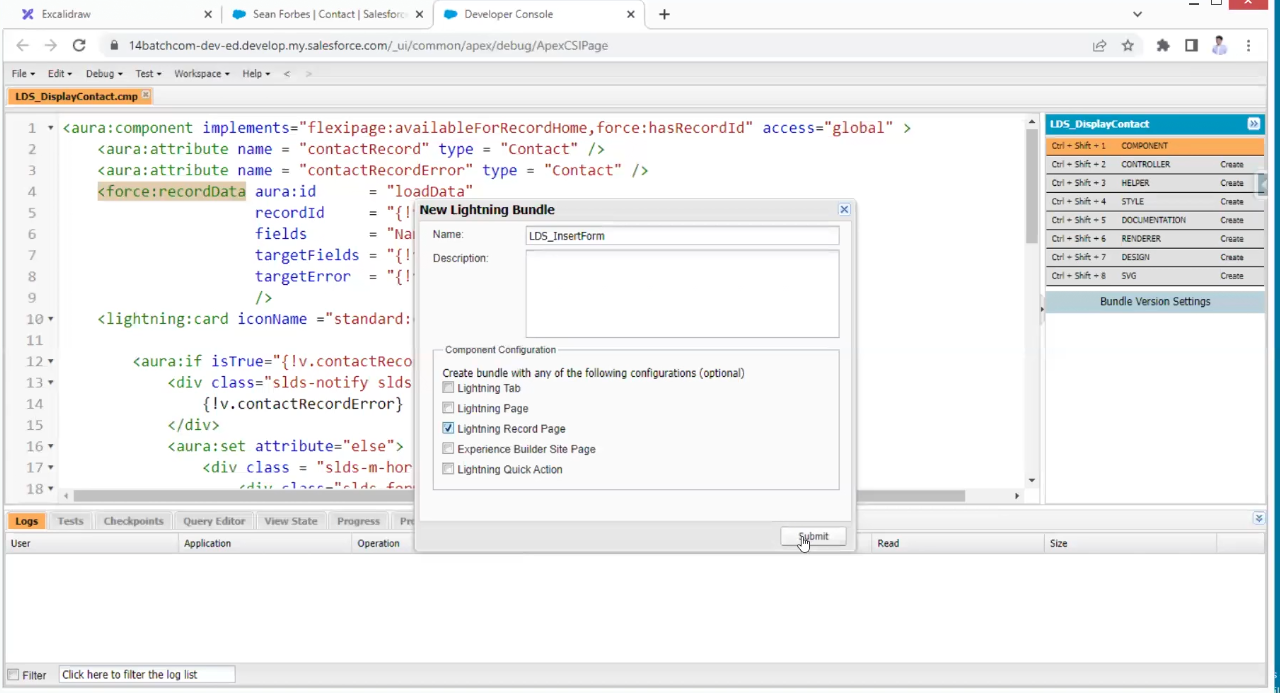 Excalidraw
Sean Forbes | Contact | Salesforc
Developer Console
14batchcom-dev-ed.develop.my.salesforce.com/_ui/common/apex/debug/ApexCSIPage
File Edit Debug Test Workspace Help < >
LDS_DisplayContact.cmp
1 <aura:component implements="flexipage:availableForRecordHome,force:hasRecordId" access="global" >
2 <aura:attribute name = "contactRecord" type = "Contact" />
3 <aura:attribute name = "contactRecordError" type = "Contact" />
4 <force:recordData aura:id = "loadData"
5 recordId = "{!
6 fields = "Na
7 targetFields = "{!
8 targetError = "{!
9 />
10 <lightning:card iconName ="standard:
11
12 <aura:if isTrue="{!v.contactReco
13 <div class="slds-notify slds
14 {!v.contactRecordError}
15 </div>
16 <aura:set attribute="else">
17 <div class = "slds-m-hor
18 <div class="slds-for
New Lightning Bundle
Name: LDS_InsertForm
Description:
Component Configuration
Create bundle with any of the following configurations (optional)
Lightning Tab
Lightning Page
Lightning Record Page
Experience Builder Site Page
Lightning Quick Action
Submit
LDS_DisplayContact
Ctrl + Shift + 1 COMPONENT
Ctrl + Shift + 2 CONTROLLER Create
Ctrl + Shift + 3 HELPER Create
Ctrl + Shift + 4 STYLE Create
Ctrl + Shift + 5 DOCUMENTATION Create
Ctrl + Shift + 6 RENDERER Create
Ctrl + Shift + 7 DESIGN Create
Ctrl + Shift + 8 SVG Create
Bundle Version Settings
Logs Tests Checkpoints Query Editor View State Progress Pr
User Application Operation Read Size
Filter Click here to filter the log list